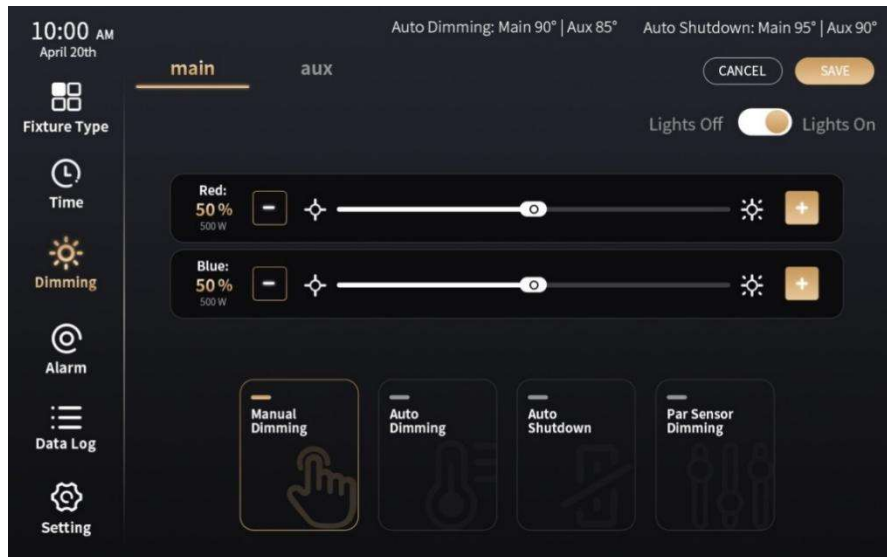 10:00 AM
April 20th
Auto Dimming: Main 90° | Aux 85°
Auto Shutdown: Main 95° | Aux 90°
main
aux
CANCEL
SAVE
Lights Off
Lights On
Fixture Type
Time
Dimming
Alarm
Data Log
Setting
Red:
50 %
500 W
Blue:
50 %
500 W
Manual
Dimming
Auto
Dimming
Auto
Shutdown
Par Sensor
Dimming